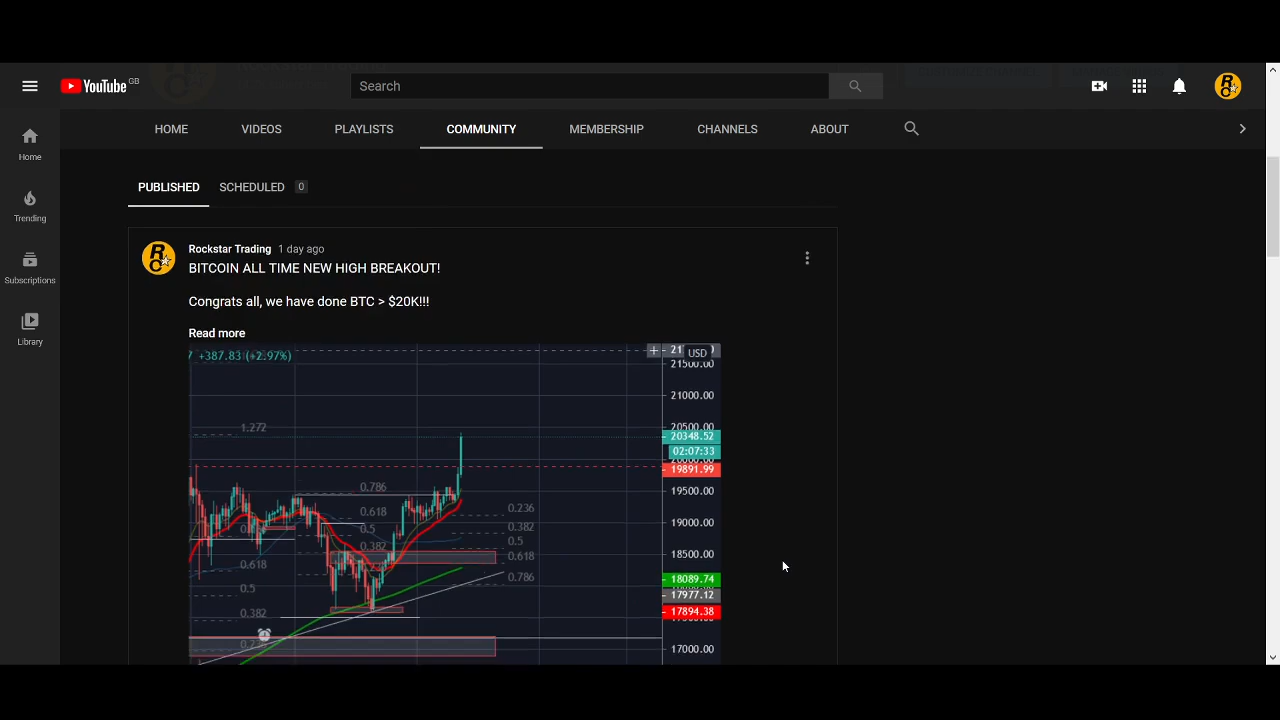 YouTube GB
Search
Home
Trending
Subscriptions
Library
HOME
VIDEOS
PLAYLISTS
COMMUNITY
MEMBERSHIP
CHANNELS
ABOUT
PUBLISHED
SCHEDULED 0
Rockstar Trading 1 day ago
BITCOIN ALL TIME NEW HIGH BREAKOUT!
Congrats all, we have done BTC > $20K!!!
Read more
+387.83 (+2.97%)
USD
21500.00
21000.00
1.272
20500.00
20348.52
02:07:33
19891.99
0.786
19500.00
0.618
0.236
19000.00
0.5
0.382
0.382
0.5
18500.00
0.618
0.618
0.786
18089.74
0.5
17977.12
0.382
17894.38
17000.00